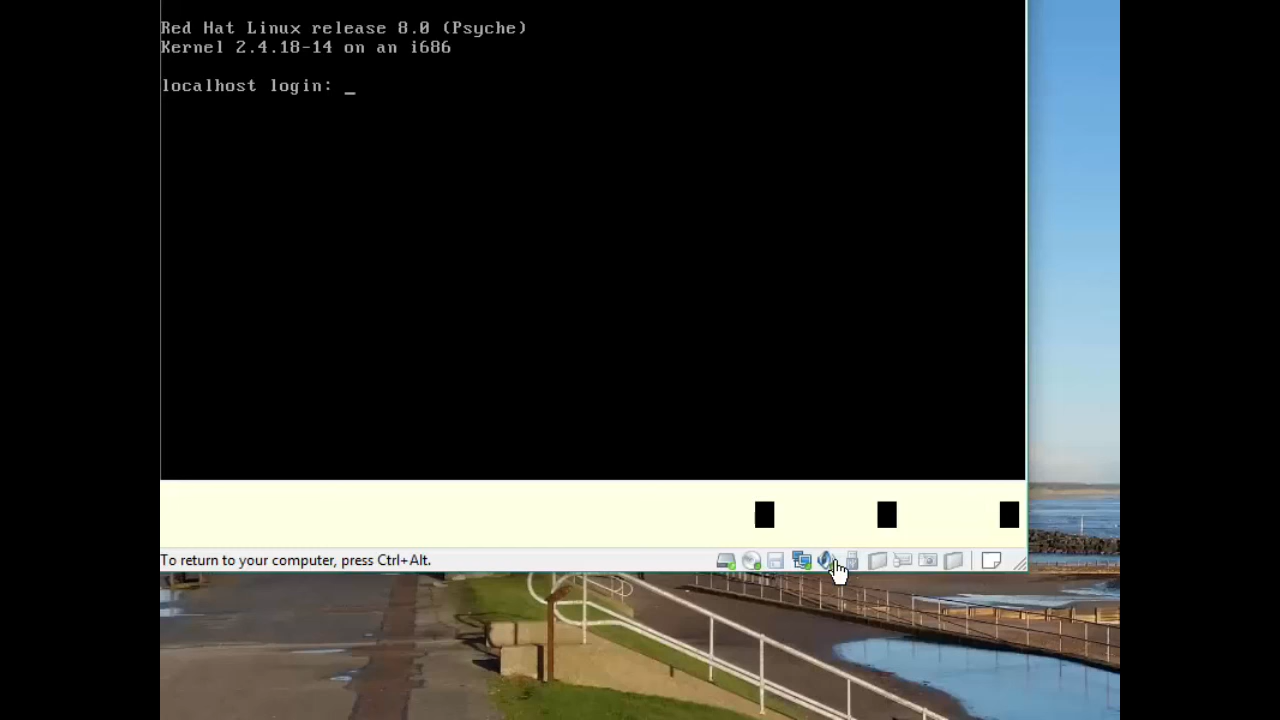 Red Hat Linux release 8.0 (Psyche)
Kernel 2.4.18-14 on an i686
localhost login: _
To return to your computer, press Ctrl+Alt.